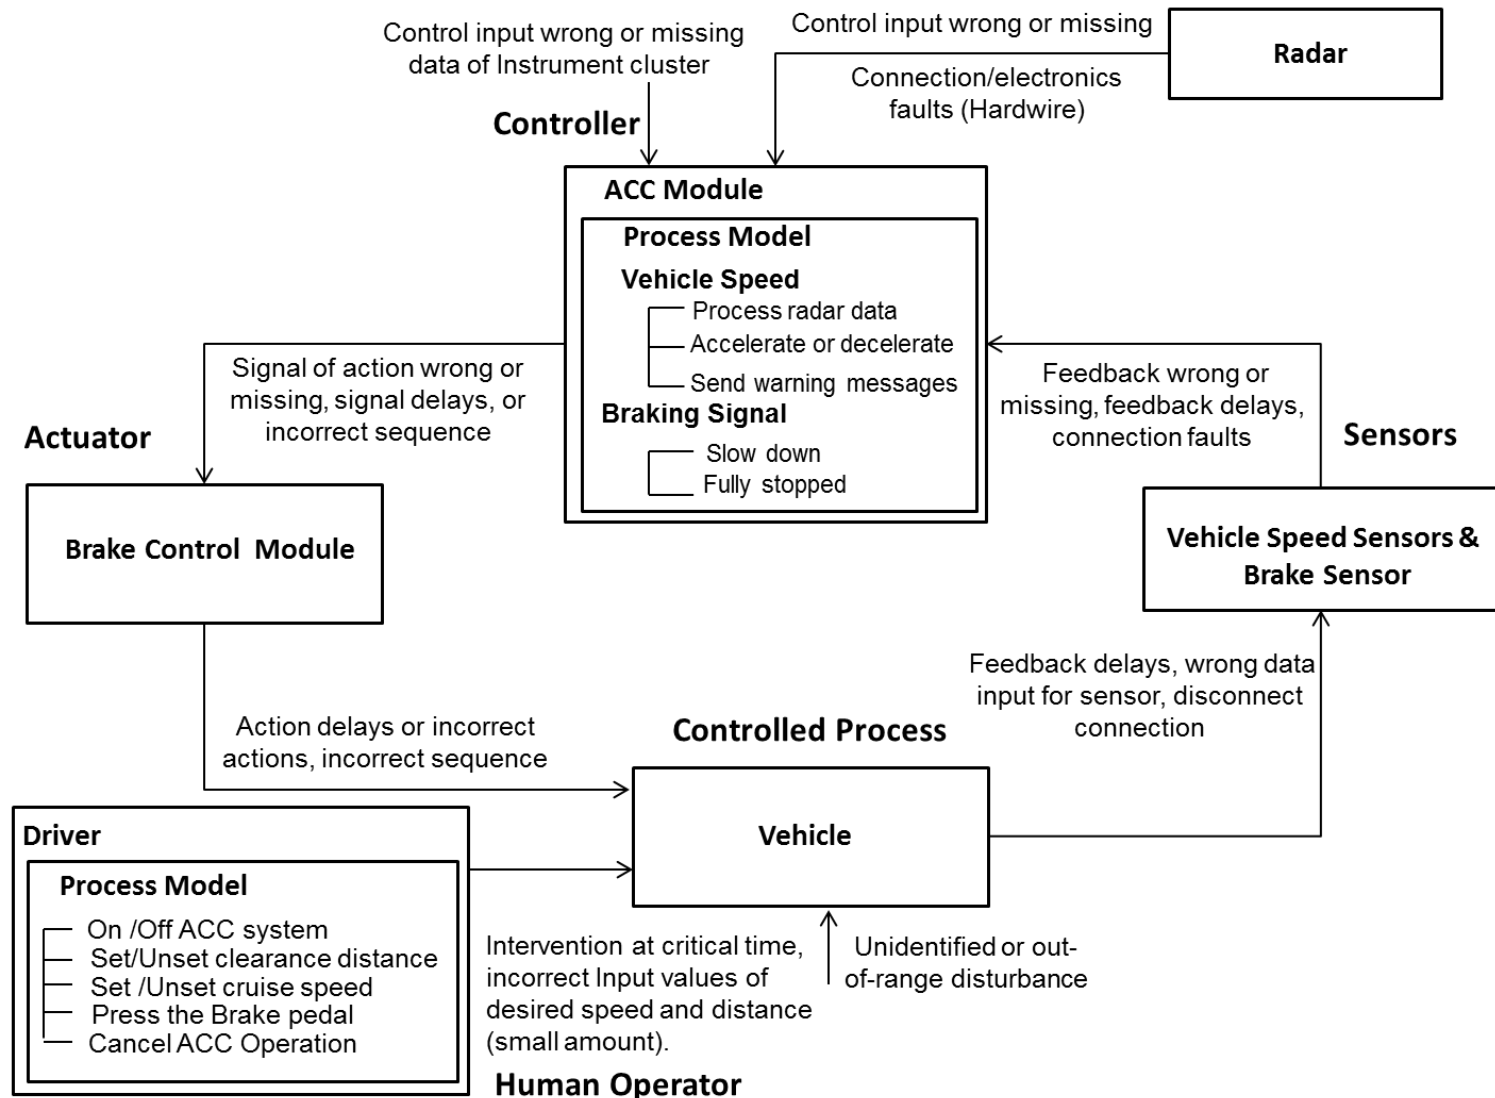 Control input wrong or missing
data of Instrument cluster
Control input wrong or missing
Radar
Connection/electronics
faults (Hardwire)
Controller
ACC Module
Process Model
Vehicle Speed
Process radar data
Accelerate or decelerate
Send warning messages
Braking Signal
Slow down
Fully stopped
Signal of action wrong or
missing, signal delays, or
incorrect sequence
Actuator
Brake Control Module
Feedback wrong or
missing, feedback delays,
connection faults
Sensors
Vehicle Speed Sensors &
Brake Sensor
Feedback delays, wrong data
input for sensor, disconnect
connection
Action delays or incorrect
actions, incorrect sequence
Controlled Process
Vehicle
Driver
Process Model
On /Off ACC system
Set/Unset clearance distance
Set /Unset cruise speed
Press the Brake pedal
Cancel ACC Operation
Intervention at critical time,
incorrect Input values of
desired speed and distance
(small amount).
Human Operator
Unidentified or out-
of-range disturbance